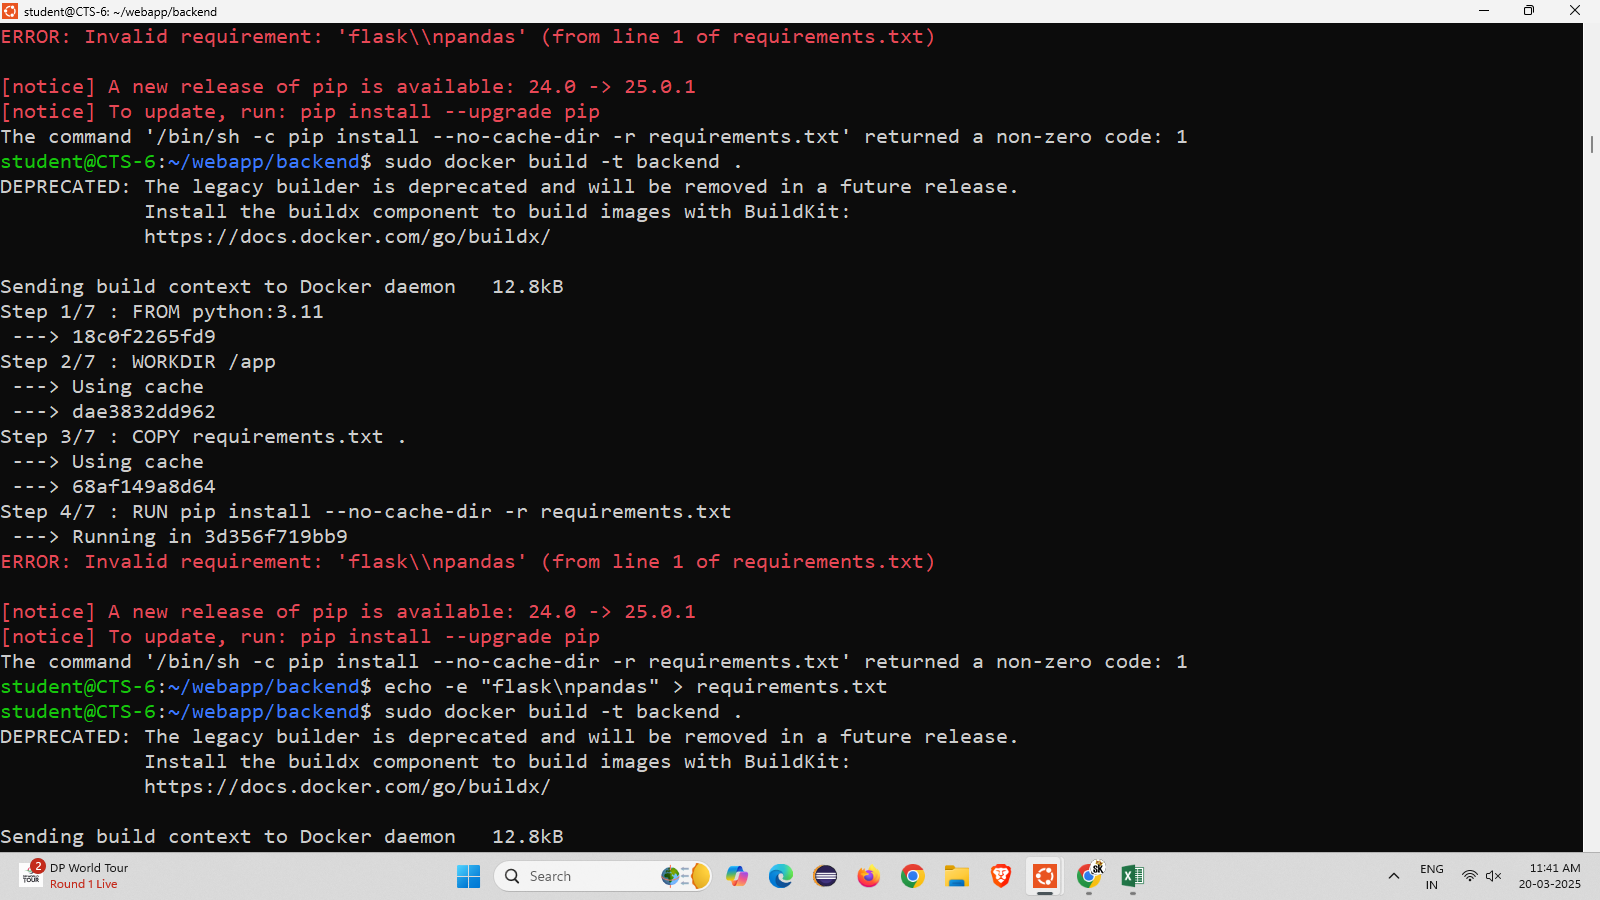 student@CTS-6: ~/webapp/backend
ERROR: Invalid requirement: 'flask\\npandas' (from line 1 of requirements.txt)
[notice] A new release of pip is available: 24.0 -> 25.0.1
[notice] To update, run: pip install --upgrade pip
The command '/bin/sh -c pip install --no-cache-dir -r requirements.txt' returned a non-zero code: 1
student@CTS-6:~/webapp/backend$ sudo docker build -t backend .
DEPRECATED: The legacy builder is deprecated and will be removed in a future release.
Install the buildx component to build images with BuildKit:
https://docs.docker.com/go/buildx/
Sending build context to Docker daemon 12.8kB
Step 1/7 : FROM python:3.11
---> 18c0f2265fd9
Step 2/7 : WORKDIR /app
---> Using cache
---> dae3832dd962
Step 3/7 : COPY requirements.txt .
---> Using cache
---> 68af149a8d64
Step 4/7 : RUN pip install --no-cache-dir -r requirements.txt
---> Running in 3d356f719bb9
ERROR: Invalid requirement: 'flask\\npandas' (from line 1 of requirements.txt)
[notice] A new release of pip is available: 24.0 -> 25.0.1
[notice] To update, run: pip install --upgrade pip
The command '/bin/sh -c pip install --no-cache-dir -r requirements.txt' returned a non-zero code: 1
student@CTS-6:~/webapp/backend$ echo -e "flask\npandas" > requirements.txt
student@CTS-6:~/webapp/backend$ sudo docker build -t backend .
DEPRECATED: The legacy builder is deprecated and will be removed in a future release.
Install the buildx component to build images with BuildKit:
https://docs.docker.com/go/buildx/
Sending build context to Docker daemon 12.8kB
2
DP World Tour
Round 1 Live
Search
SK
ENG
IN
11:41 AM
20-03-2025